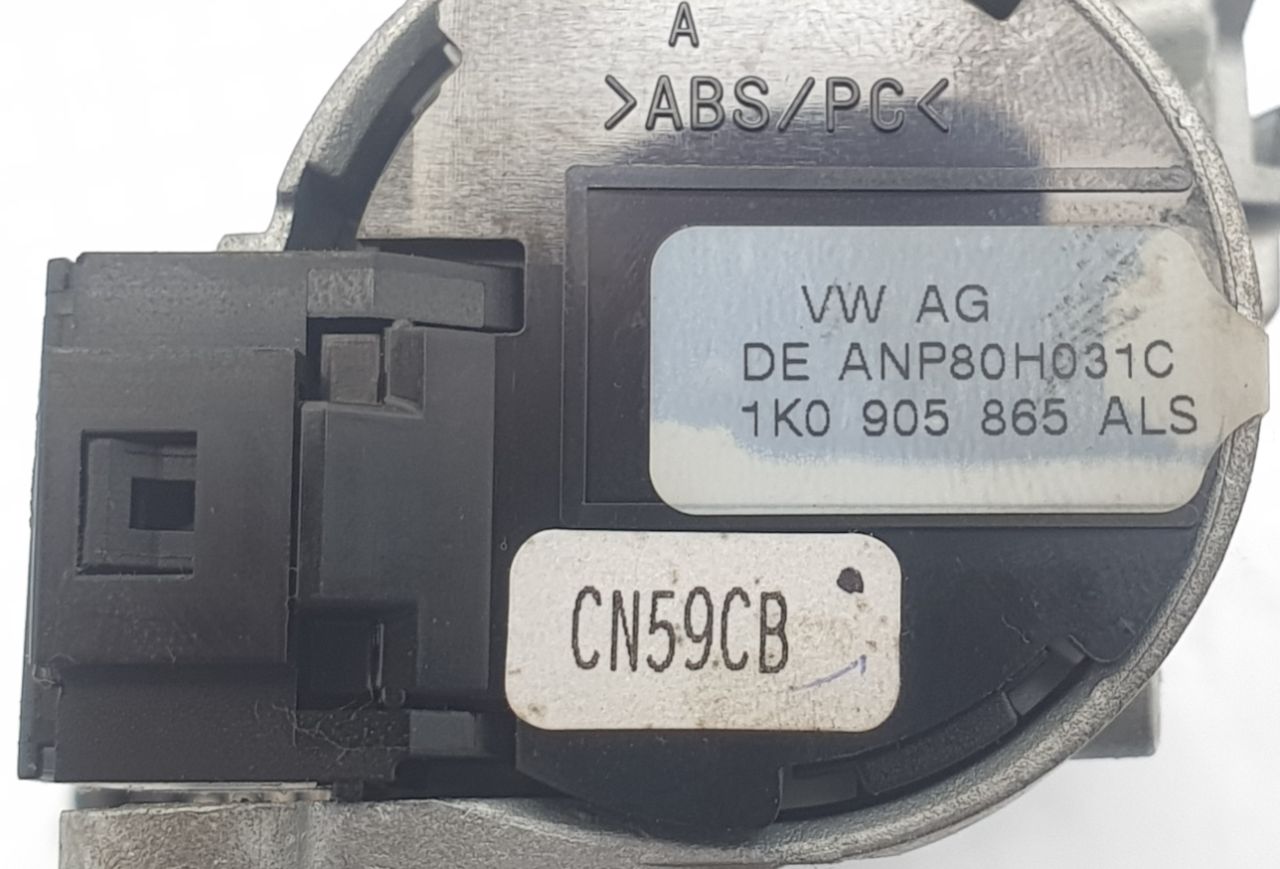 A
>ABS/PC<
VW AG
DE ANP80H031C
1K0 905 865 ALS
CN59CB